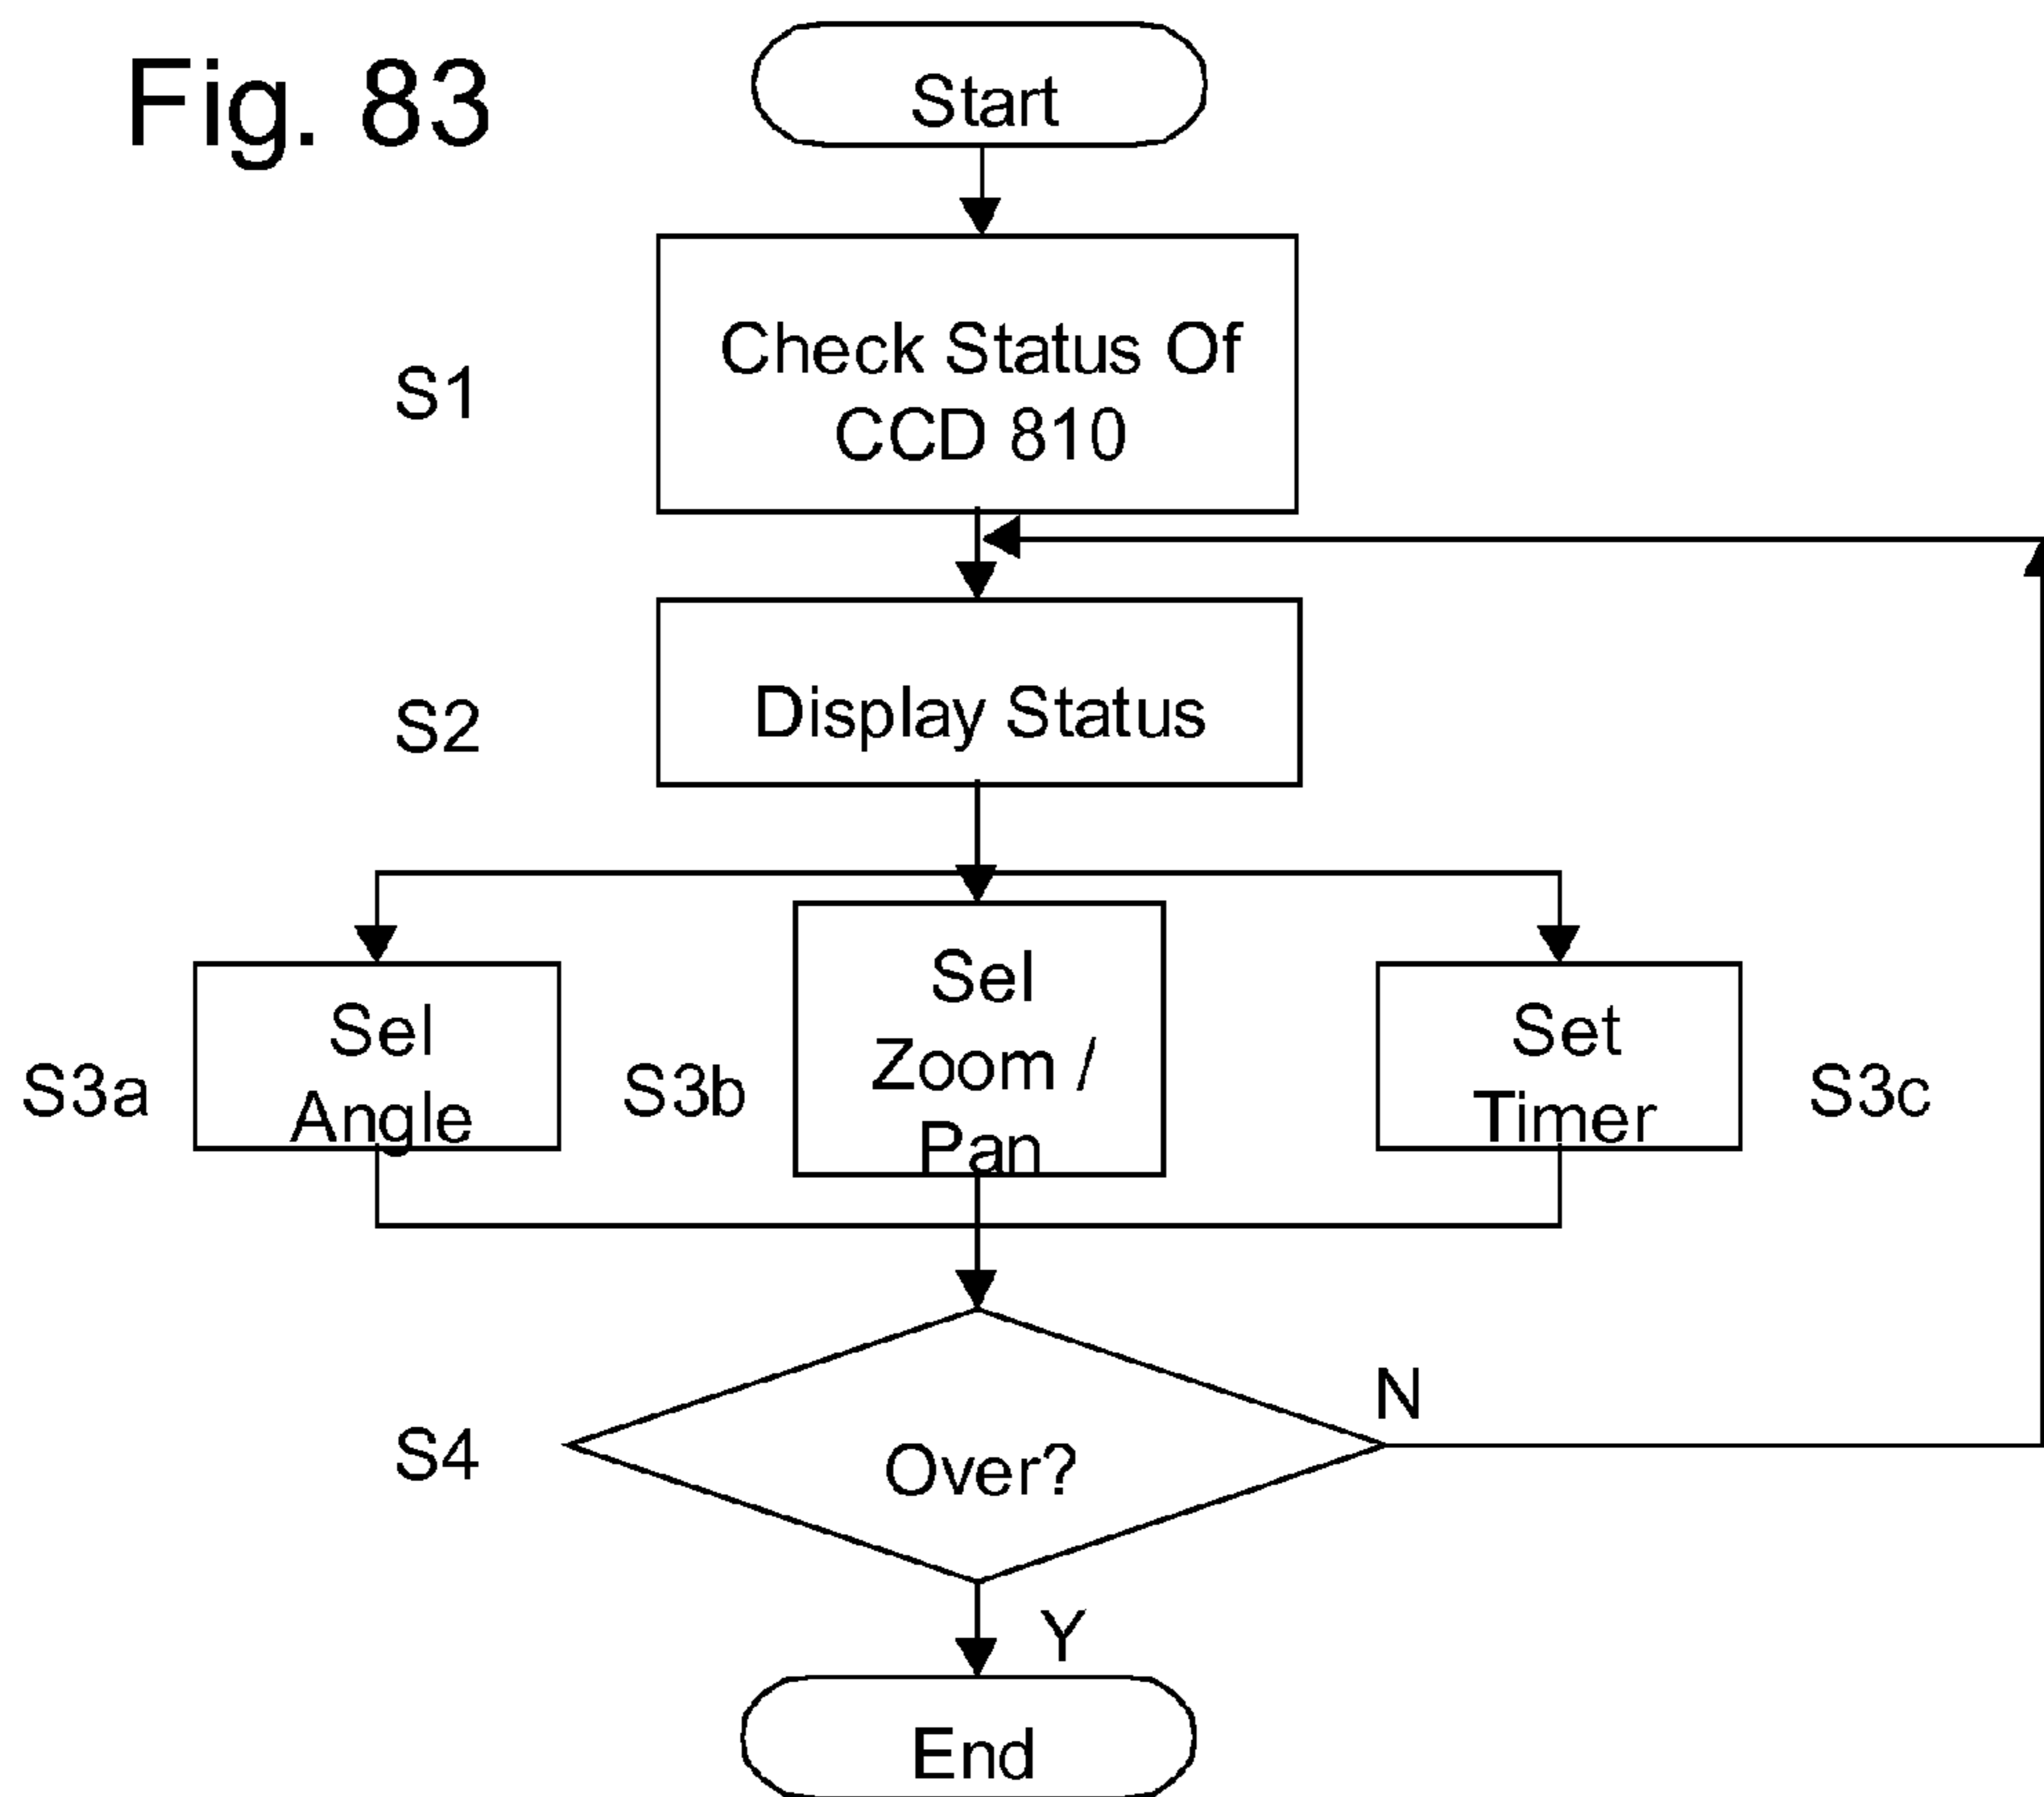 Fig. 83
Start
S1
Check Status Of
CCD 810
S2
Display Status
S3a
Sel
Angle
S3b
Sel
Zoom /
Pan
Set
Timer
S3c
S4
Over?
N
Y
End